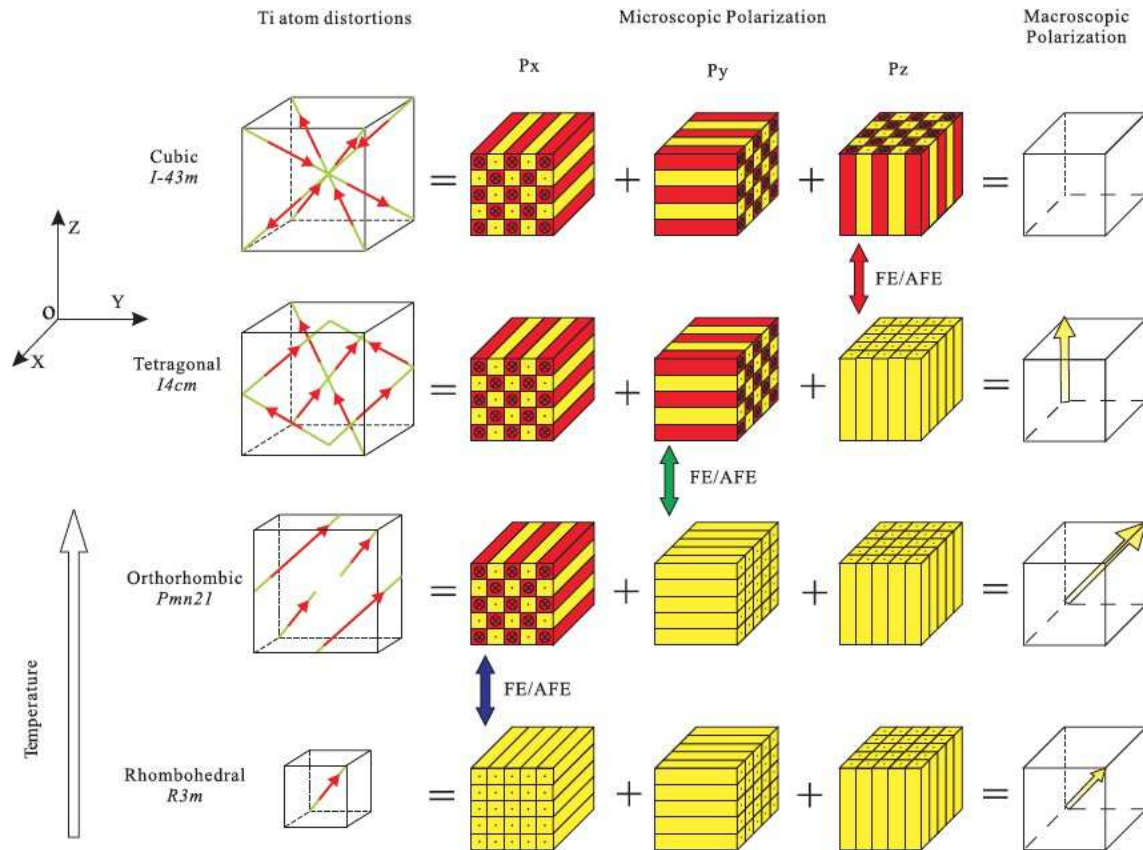 Ti atom distortions
Microscopic Polarization
Macroscopic
Polarization
Px
Py
Pz
Cubic
I-43m
=
+
+
=
Z
Y
O
X
FE/AFE
Tetragonal
I4cm
=
+
+
=
FE/AFE
Orthorhombic
Pmn21
=
+
+
=
Temperature
FE/AFE
Rhombohedral
R3m
=
+
+
=